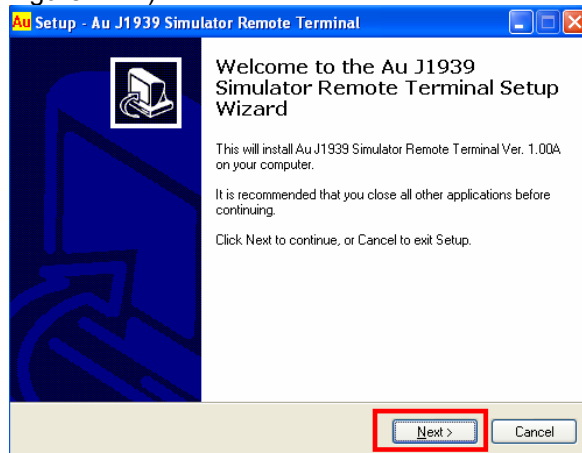 Au Setup - Au J1939 Simulator Remote Terminal
Welcome to the Au J1939
Simulator Remote Terminal Setup
Wizard
This will install Au J1939 Simulator Remote Terminal Ver. 1.00A
on your computer.
It is recommended that you close all other applications before
continuing.
Click Next to continue, or Cancel to exit Setup.
Next >
Cancel